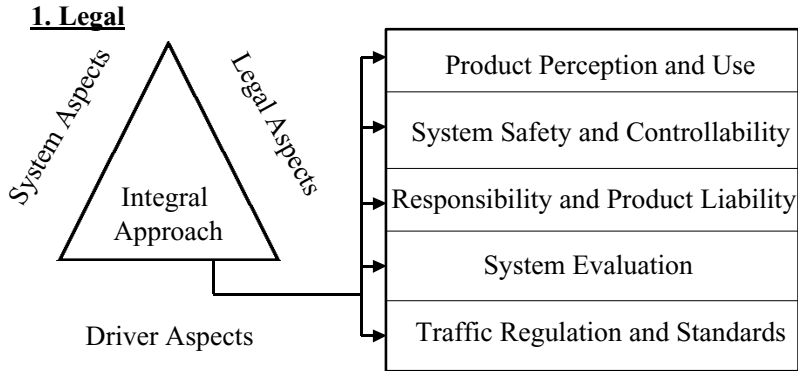 1. Legal
System Aspects
Legal Aspects
Integral
Approach
Driver Aspects
Product Perception and Use
System Safety and Controllability
Responsibility and Product Liability
System Evaluation
Traffic Regulation and Standards